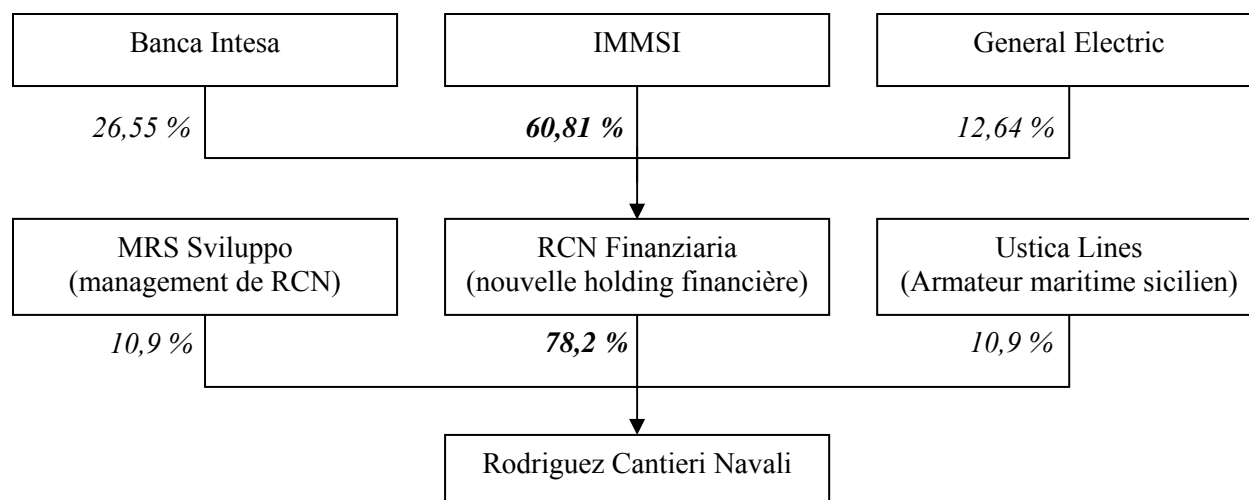 Banca Intesa
IMMSI
General Electric
26,55 %
60,81 %
12,64 %
MRS Sviluppo
(management de RCN)
RCN Finanziaria
(nouvelle holding financière)
Ustica Lines
(Armateur maritime sicilien)
10,9 %
78,2 %
10,9 %
Rodriguez Cantieri Navali